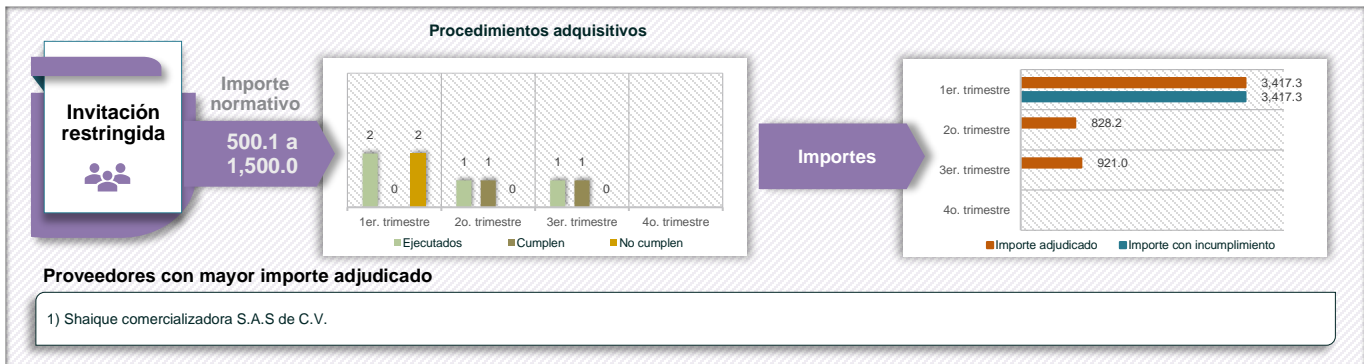 Procedimientos adquisitivos
Invitación
restringida
Importe
normativo
500.1 a
1,500.0
2
0
2
1
1
0
1
1
0
1er. trimestre
2o. trimestre
3er. trimestre
4o. trimestre
Ejecutados
Cumplen
No cumplen
Importes
1er. trimestre
3,417.3
3,417.3
2o. trimestre
828.2
3er. trimestre
921.0
4o. trimestre
Importe adjudicado
Importe con incumplimiento
Proveedores con mayor importe adjudicado
1) Shaique comercializadora S.A.S de C.V.